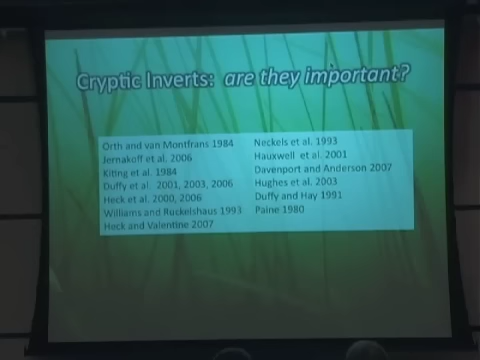 Cryptic Inverts: are they important?
Orth and van Montfrans 1984
Jernakoff et al. 2006
Kiting et al. 1984
Duffy et al. 2001, 2003, 2006
Heck et al. 2000, 2006
Williams and Ruckelshaus 1993
Heck and Valentine 2007
Neckels et al. 1993
Hauxwell et al. 2001
Davenport and Anderson 2007
Hughes et al. 2003
Duffy and Hay 1991
Paine 1980